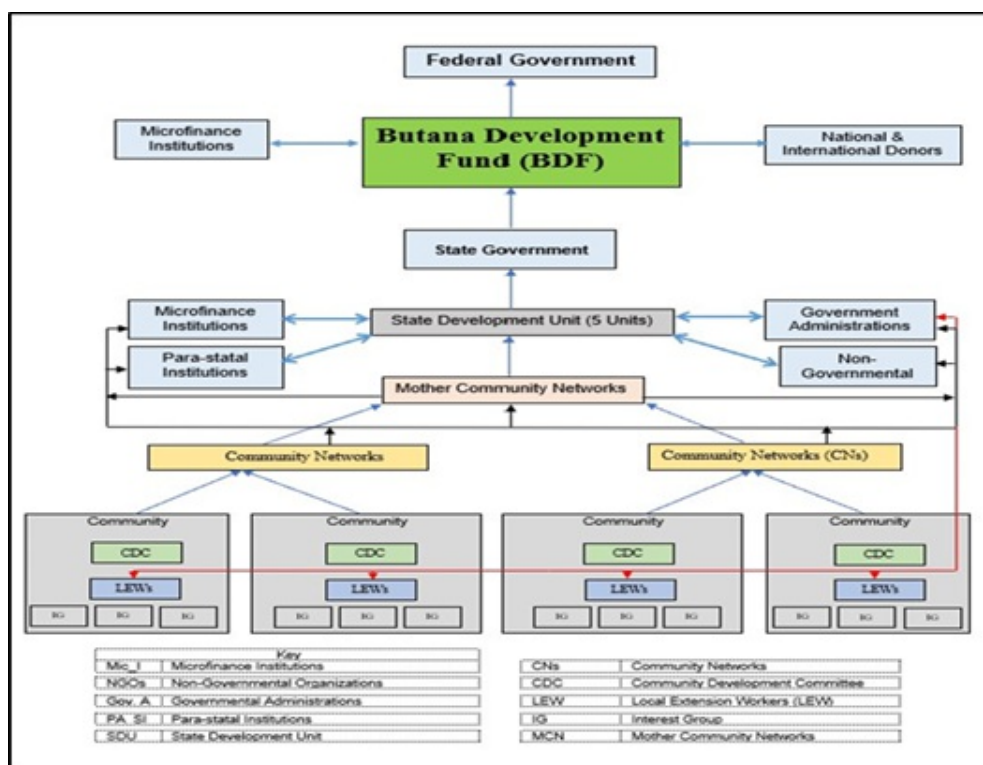 Federal Government
Microfinance
Institutions
Butana Development
Fund (BDF)
National &
International Donors
State Government
Microfinance
Institutions
State Development Unit (5 Units)
Government
Administrations
Para-statal
Institutions
Non-
Governmental
Mother Community Networks
Community Networks
Community Networks (CNs)
Community
CDC
LEWs
IG
IG
IG
Community
CDC
LEWs
IG
IG
IG
Community
CDC
LEWs
IG
IG
IG
Community
CDC
LEWs
IG
IG
IG
Key
Mic_I Microfinance Institutions
NGOs Non-Governmental Organizations
Gov. A Governmental Administrations
PA_SI Para-statal Institutions
SDU State Development Unit
CNs Community Networks
CDC Community Development Committee
LEW Local Extension Workers (LEW)
IG Interest Group
MCN Mother Community Networks